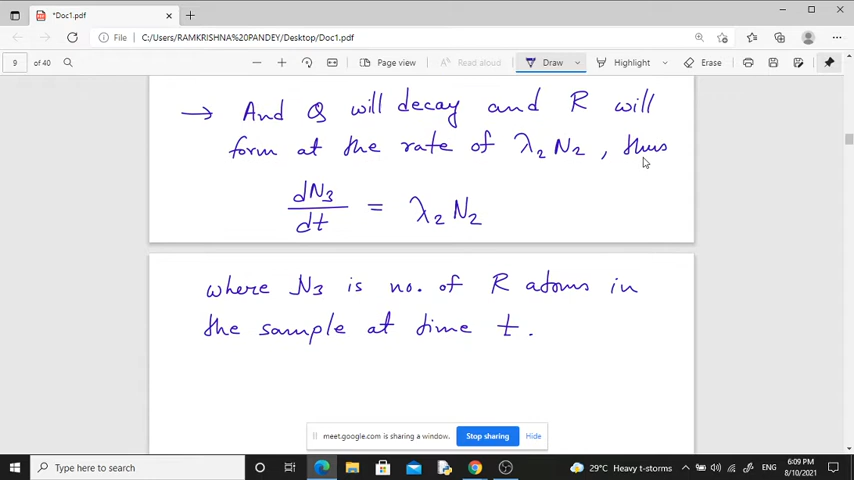 *Doc1.pdf
File C:/Users/RAMKRISHNA%20PANDEY/Desktop/Doc1.pdf
9 of 40 Page view Read aloud Draw Highlight Erase
→ And Q will decay and R will
form at the rate of λ₂N₂, thus
dN₃/dt = λ₂N₂
where N₃ is no. of R atoms in
the sample at time t.
meet.google.com is sharing a window. Stop sharing Hide
Type here to search 29°C Heavy t-storms ENG 6:09 PM
8/10/2021